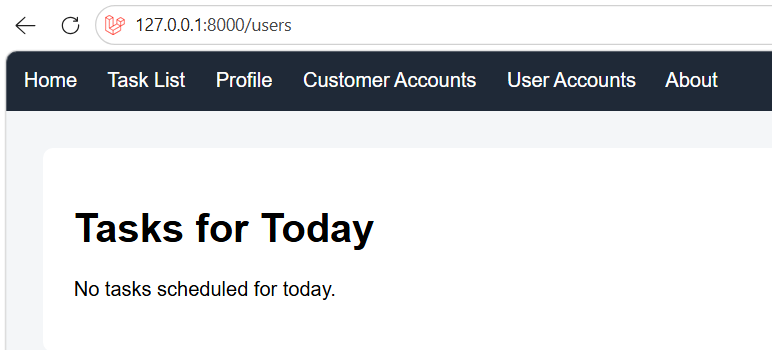 127.0.0.1:8000/users
Home Task List Profile Customer Accounts User Accounts About
Tasks for Today
No tasks scheduled for today.